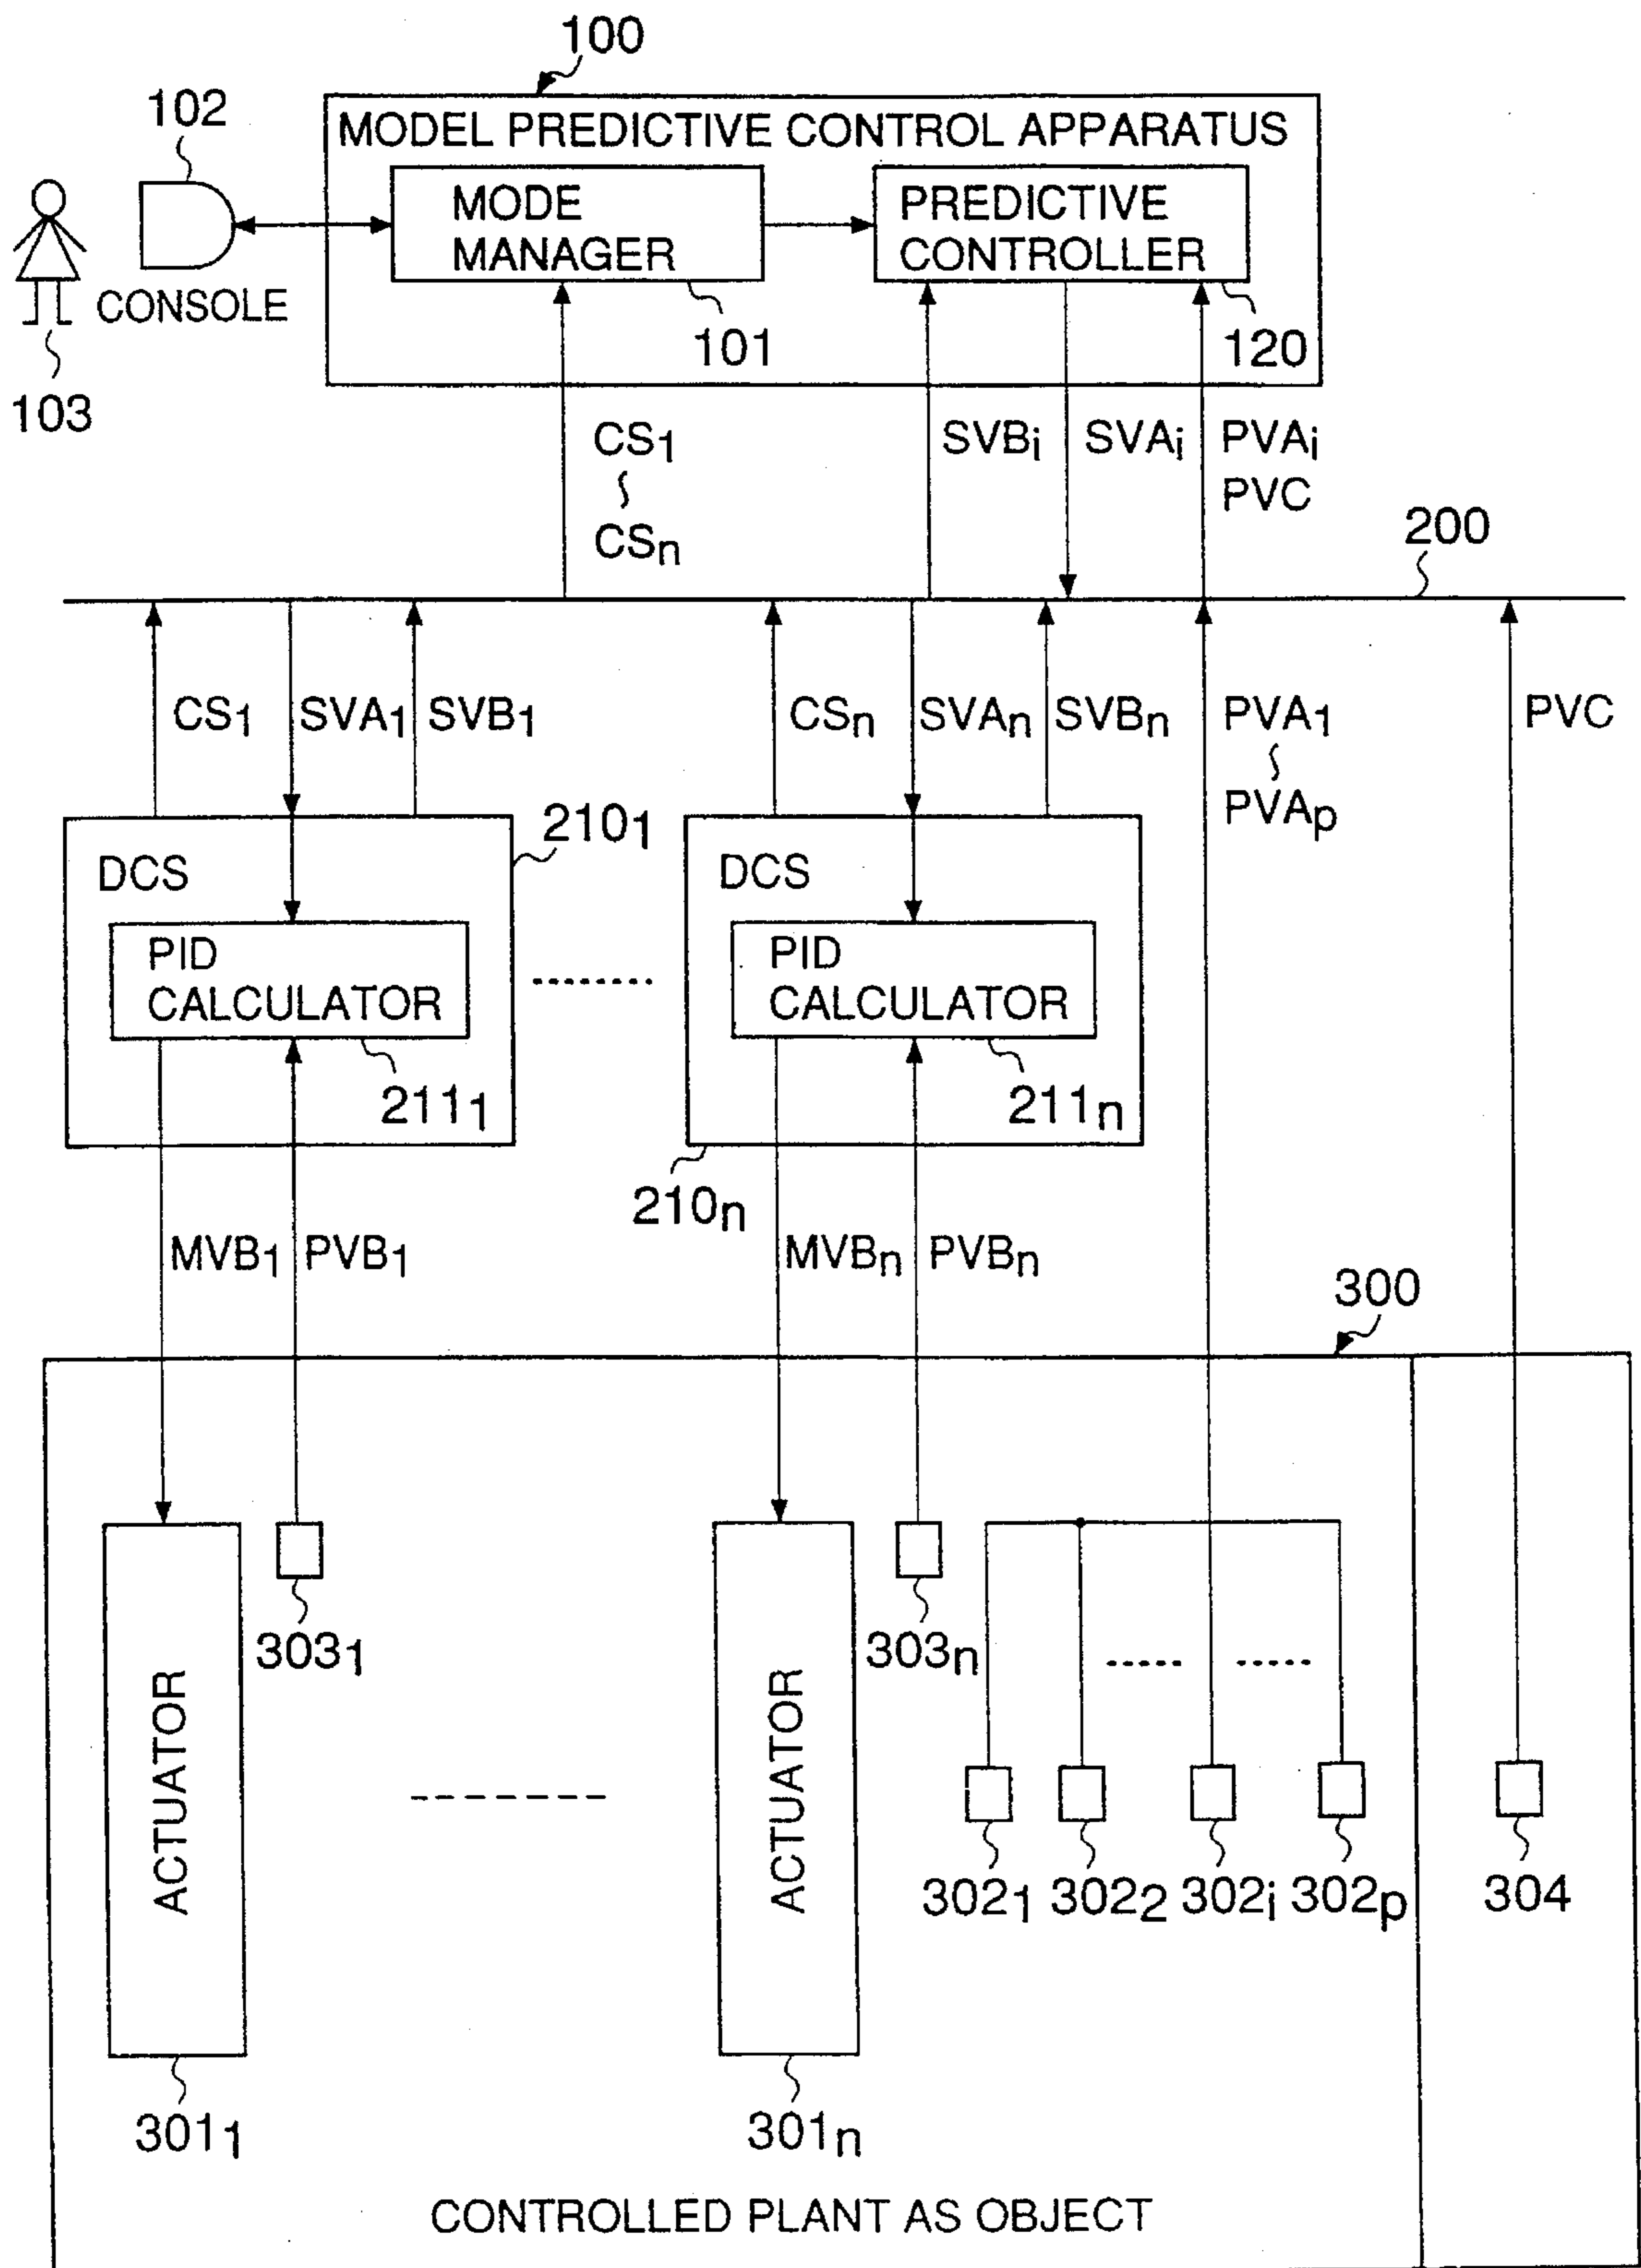 100
102
MODEL PREDICTIVE CONTROL APPARATUS
MODE
MANAGER
PREDICTIVE
CONTROLLER
CONSOLE
101
120
103
CS1
CSn
SVBi
SVAi
PVAi
PVC
200
CS1
SVA1
SVB1
CSn
SVAn
SVBn
PVA1
PVAp
PVC
2101
DCS
PID
CALCULATOR
2111
DCS
PID
CALCULATOR
211n
210n
MVB1
PVB1
MVBn
PVBn
300
3031
303n
ACTUATOR
ACTUATOR
3021
3022
302i
302p
304
3011
301n
CONTROLLED PLANT AS OBJECT